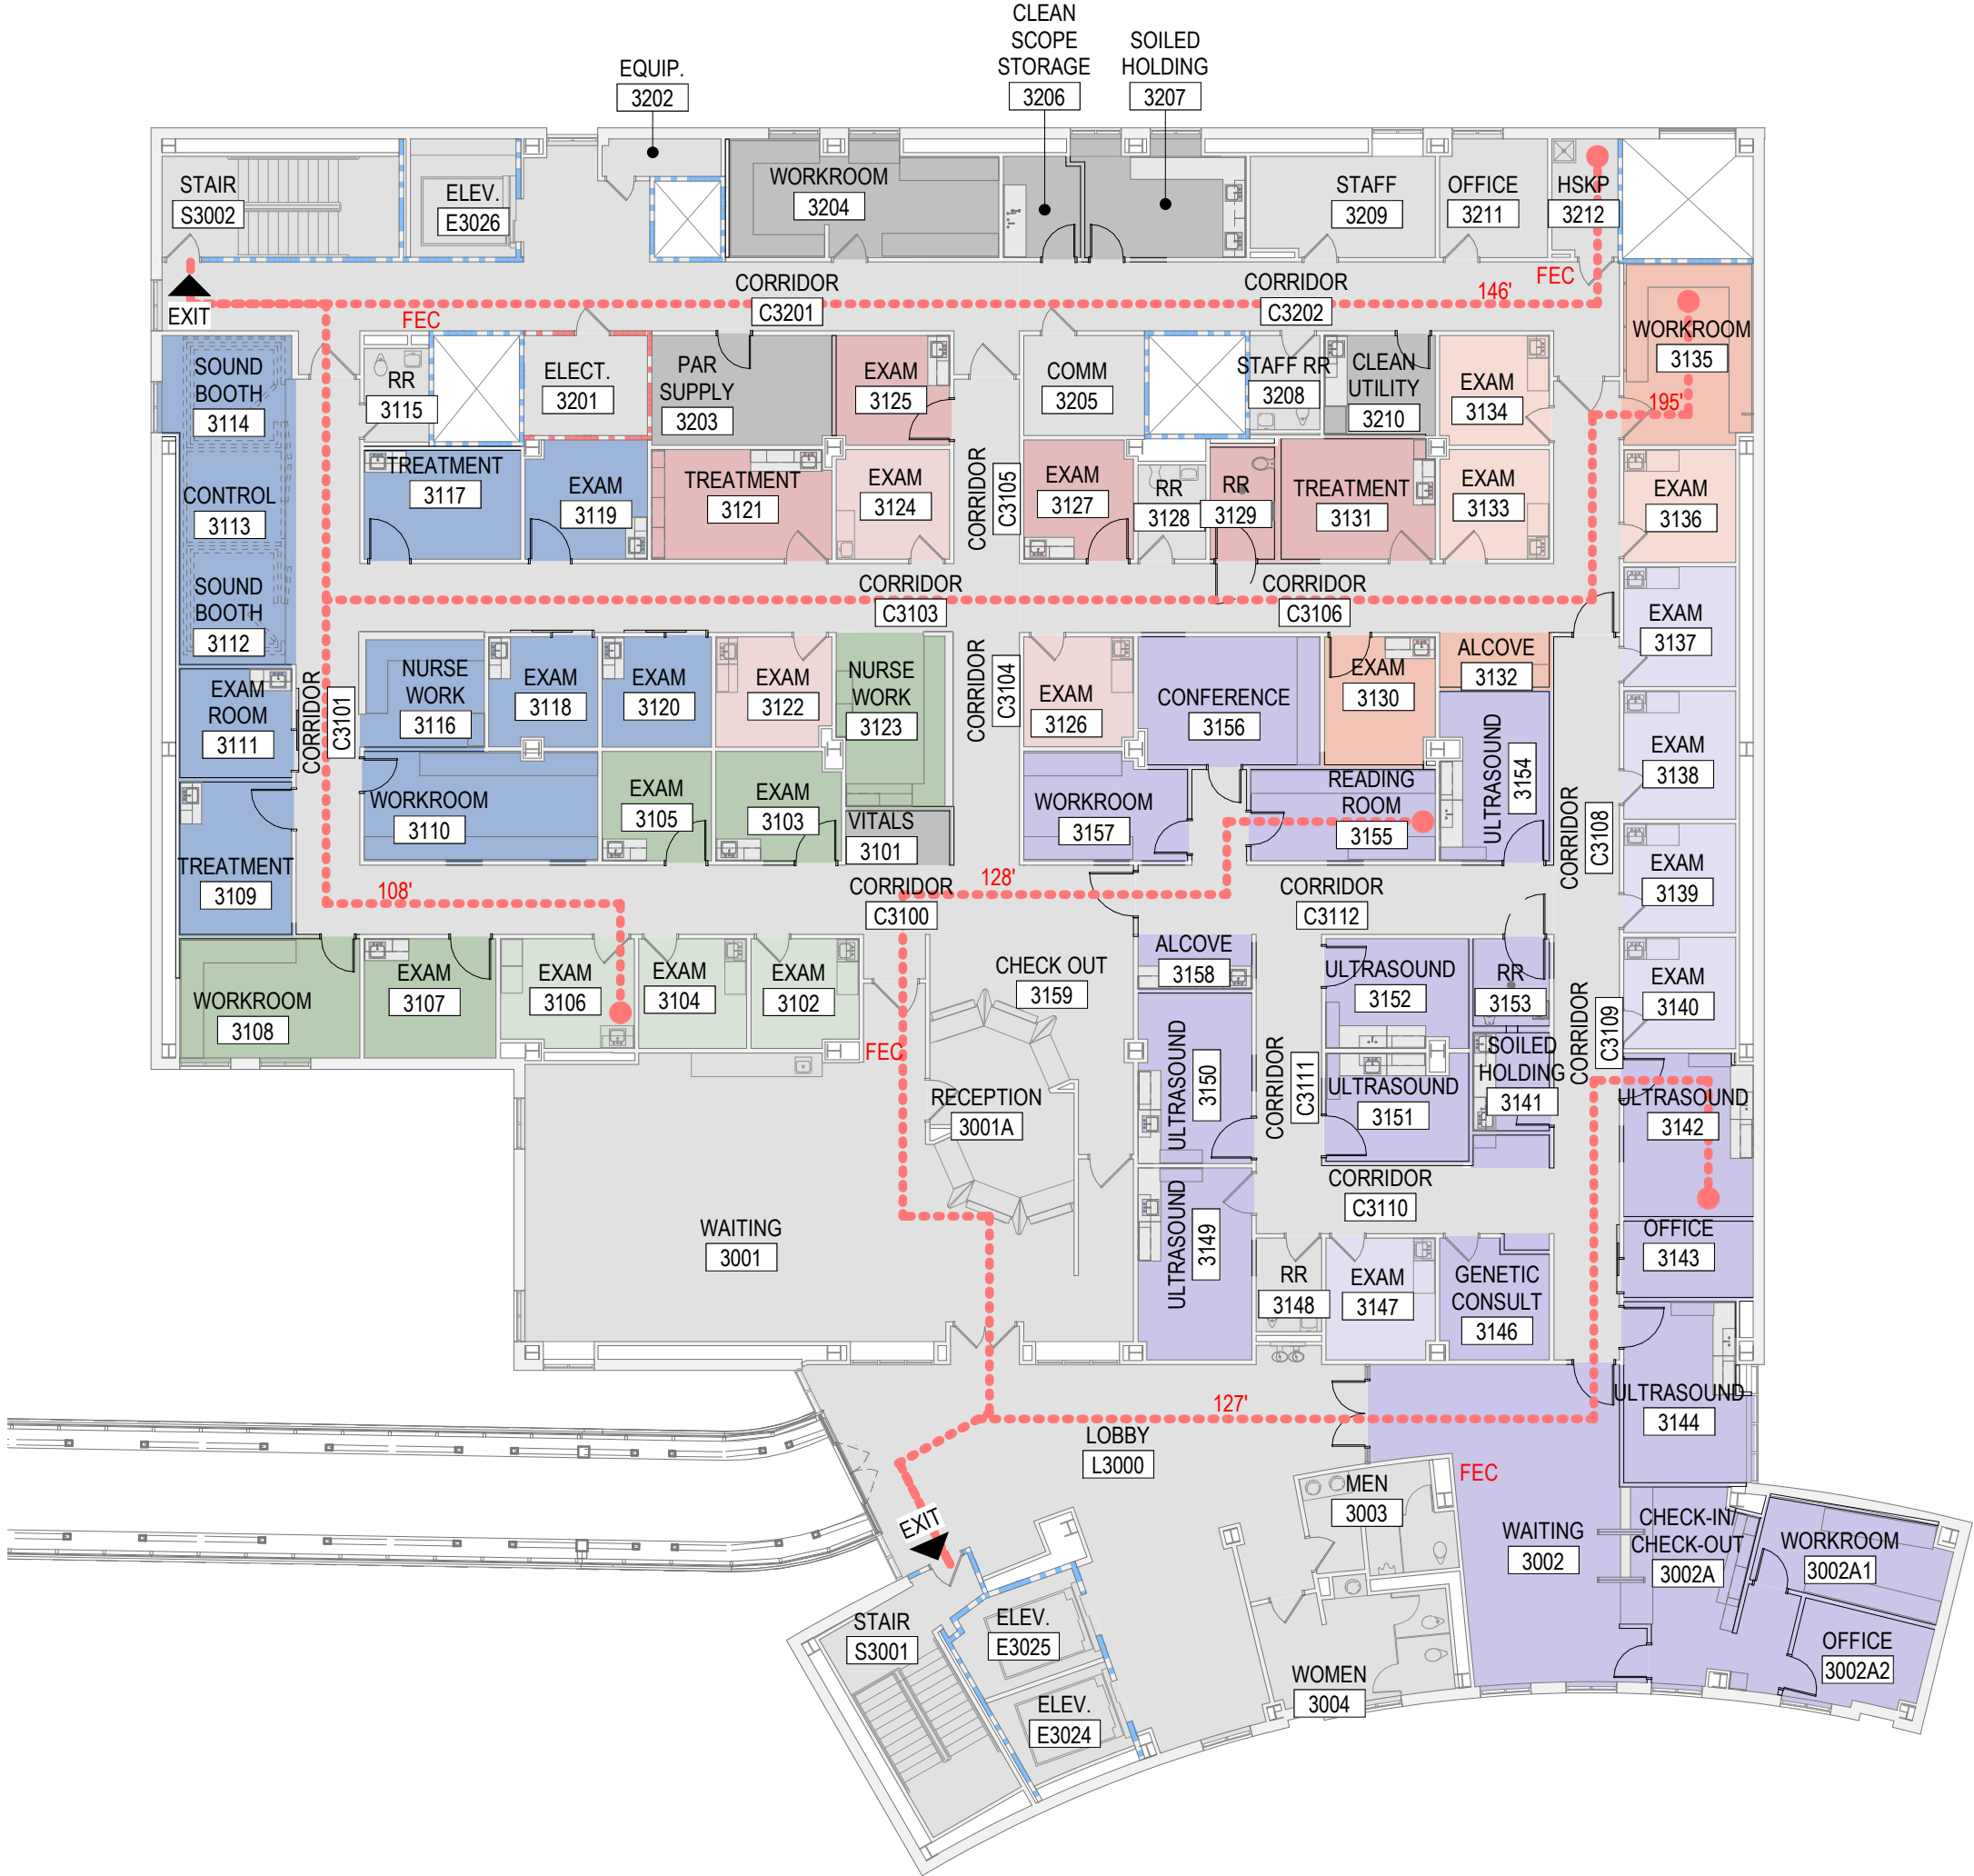 CLEAN
SCOPE
STORAGE
3206
SOILED
HOLDING
3207
EQUIP.
3202
STAIR
S3002
ELEV.
E3026
WORKROOM
3204
STAFF
3209
OFFICE
3211
HSKP
3212
EXIT
FEC
CORRIDOR
C3201
CORRIDOR
C3202
146'
FEC
SOUND
BOOTH
3114
RR
3115
ELECT.
3201
PAR
SUPPLY
3203
EXAM
3125
COMM
3205
STAFF RR
3208
CLEAN
UTILITY
3210
EXAM
3134
WORKROOM
3135
195'
CONTROL
3113
TREATMENT
3117
EXAM
3119
TREATMENT
3121
EXAM
3124
CORRIDOR
C3105
EXAM
3127
RR
3128
RR
3129
TREATMENT
3131
EXAM
3133
EXAM
3136
SOUND
BOOTH
3112
CORRIDOR
C3103
CORRIDOR
C3106
EXAM
3137
EXAM
ROOM
3111
CORRIDOR
C3101
NURSE
WORK
3116
EXAM
3118
EXAM
3120
EXAM
3122
NURSE
WORK
3123
CORRIDOR
C3104
EXAM
3126
CONFERENCE
3156
EXAM
3130
ALCOVE
3132
ULTRASOUND
3154
EXAM
3138
TREATMENT
3109
WORKROOM
3110
EXAM
3105
EXAM
3103
VITALS
3101
WORKROOM
3157
READING
ROOM
3155
CORRIDOR
C3108
EXAM
3139
108'
CORRIDOR
C3100
128'
CORRIDOR
C3112
WORKROOM
3108
EXAM
3107
EXAM
3106
EXAM
3104
EXAM
3102
CHECK OUT
3159
ALCOVE
3158
ULTRASOUND
3152
RR
3153
EXAM
3140
FEC
RECEPTION
3001A
ULTRASOUND
3150
CORRIDOR
C3111
ULTRASOUND
3151
SOILED
HOLDING
3141
CORRIDOR
C3109
ULTRASOUND
3142
WAITING
3001
ULTRASOUND
3149
CORRIDOR
C3110
RR
3148
EXAM
3147
GENETIC
CONSULT
3146
OFFICE
3143
127'
LOBBY
L3000
ULTRASOUND
3144
EXIT
MEN
3003
FEC
WAITING
3002
CHECK-IN
CHECK-OUT
3002A
WORKROOM
3002A1
STAIR
S3001
ELEV.
E3025
ELEV.
E3024
WOMEN
3004
OFFICE
3002A2